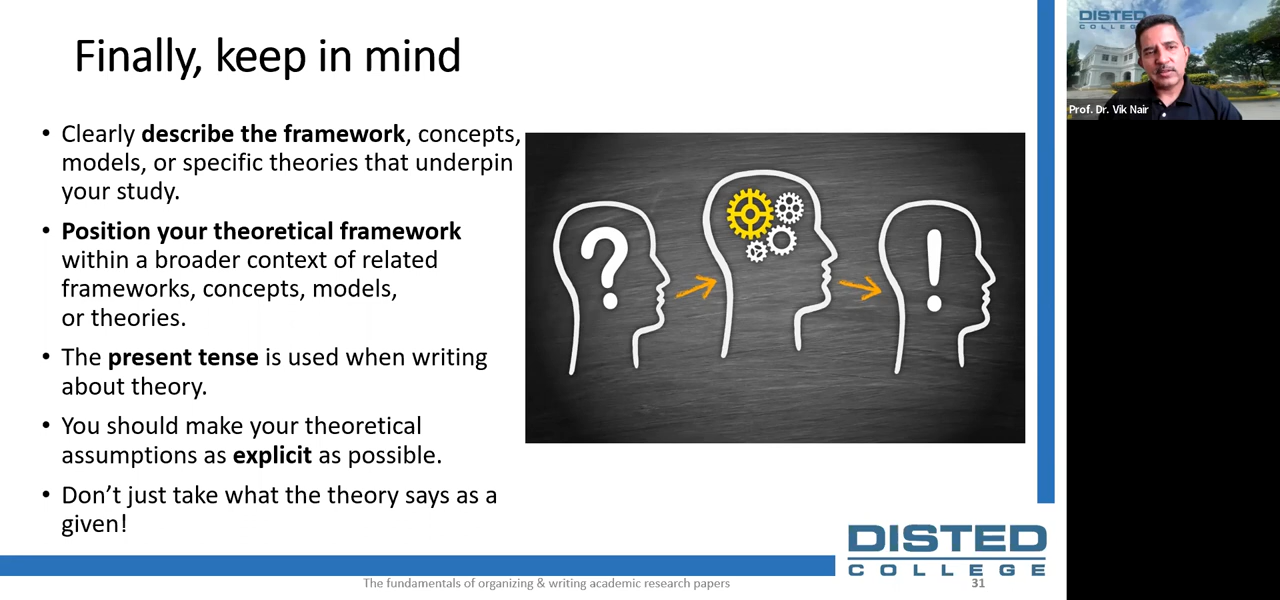 Finally, keep in mind
• Clearly describe the framework, concepts,
models, or specific theories that underpin
your study.
• Position your theoretical framework
within a broader context of related
frameworks, concepts, models,
or theories.
• The present tense is used when writing
about theory.
• You should make your theoretical
assumptions as explicit as possible.
• Don’t just take what the theory says as a
given!
?
!
DISTED
COLLEGE
The fundamentals of organizing & writing academic research papers
31
DISTED
COLLEGE
Prof. Dr. Vik Nair